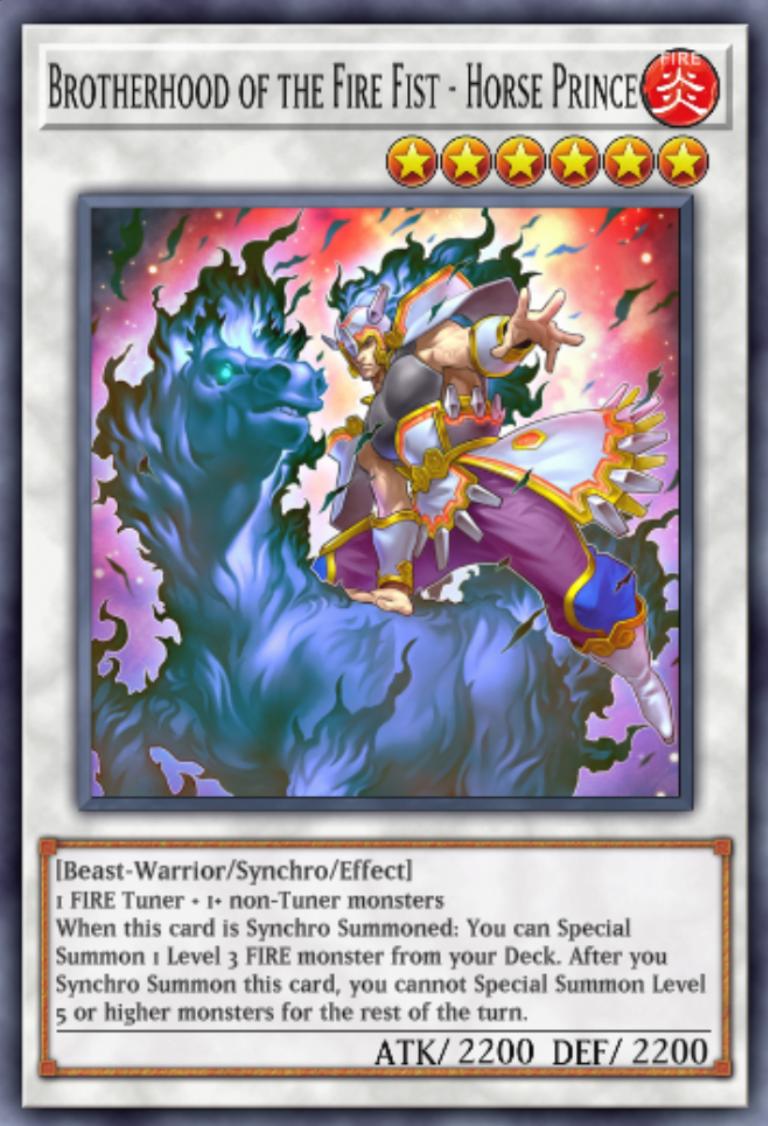 Brotherhood of the Fire Fist - Horse Prince
FIRE
炎
[Beast-Warrior/Synchro/Effect]
1 FIRE Tuner + 1+ non-Tuner monsters
When this card is Synchro Summoned: You can Special
Summon 1 Level 3 FIRE monster from your Deck. After you
Synchro Summon this card, you cannot Special Summon Level
5 or higher monsters for the rest of the turn.
ATK/ 2200 DEF/ 2200